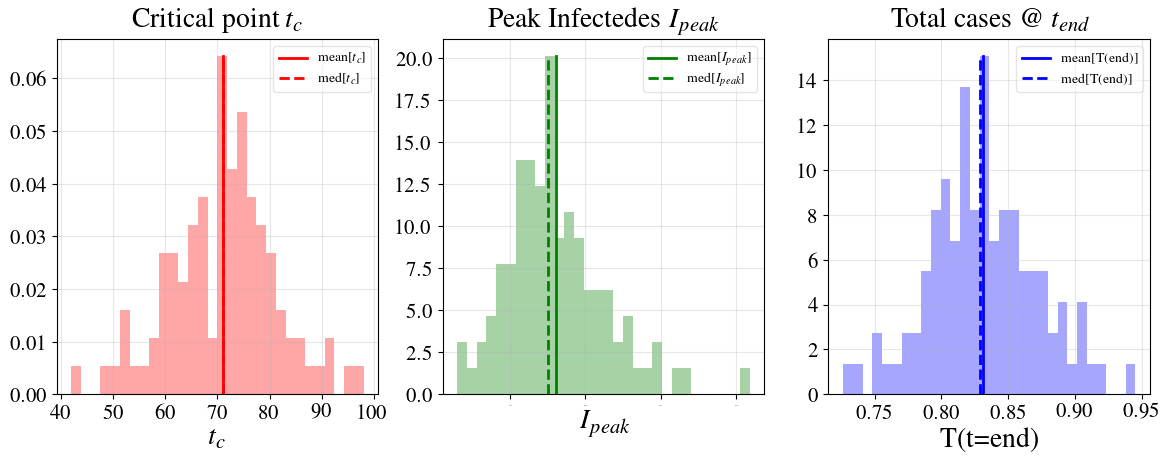 Critical point t_c
Peak Infectedes I_peak
Total cases @ t_end
mean[t_c]
med[t_c]
mean[I_peak]
med[I_peak]
mean[T(end)]
med[T(end)]
0.06
0.05
0.04
0.03
0.02
0.01
0.00
40 50 60 70 80 90 100
t_c
20.0
17.5
15.0
12.5
10.0
7.5
5.0
2.5
0.0
I_peak
14
12
10
8
6
4
2
0
0.75 0.80 0.85 0.90 0.95
T(t=end)